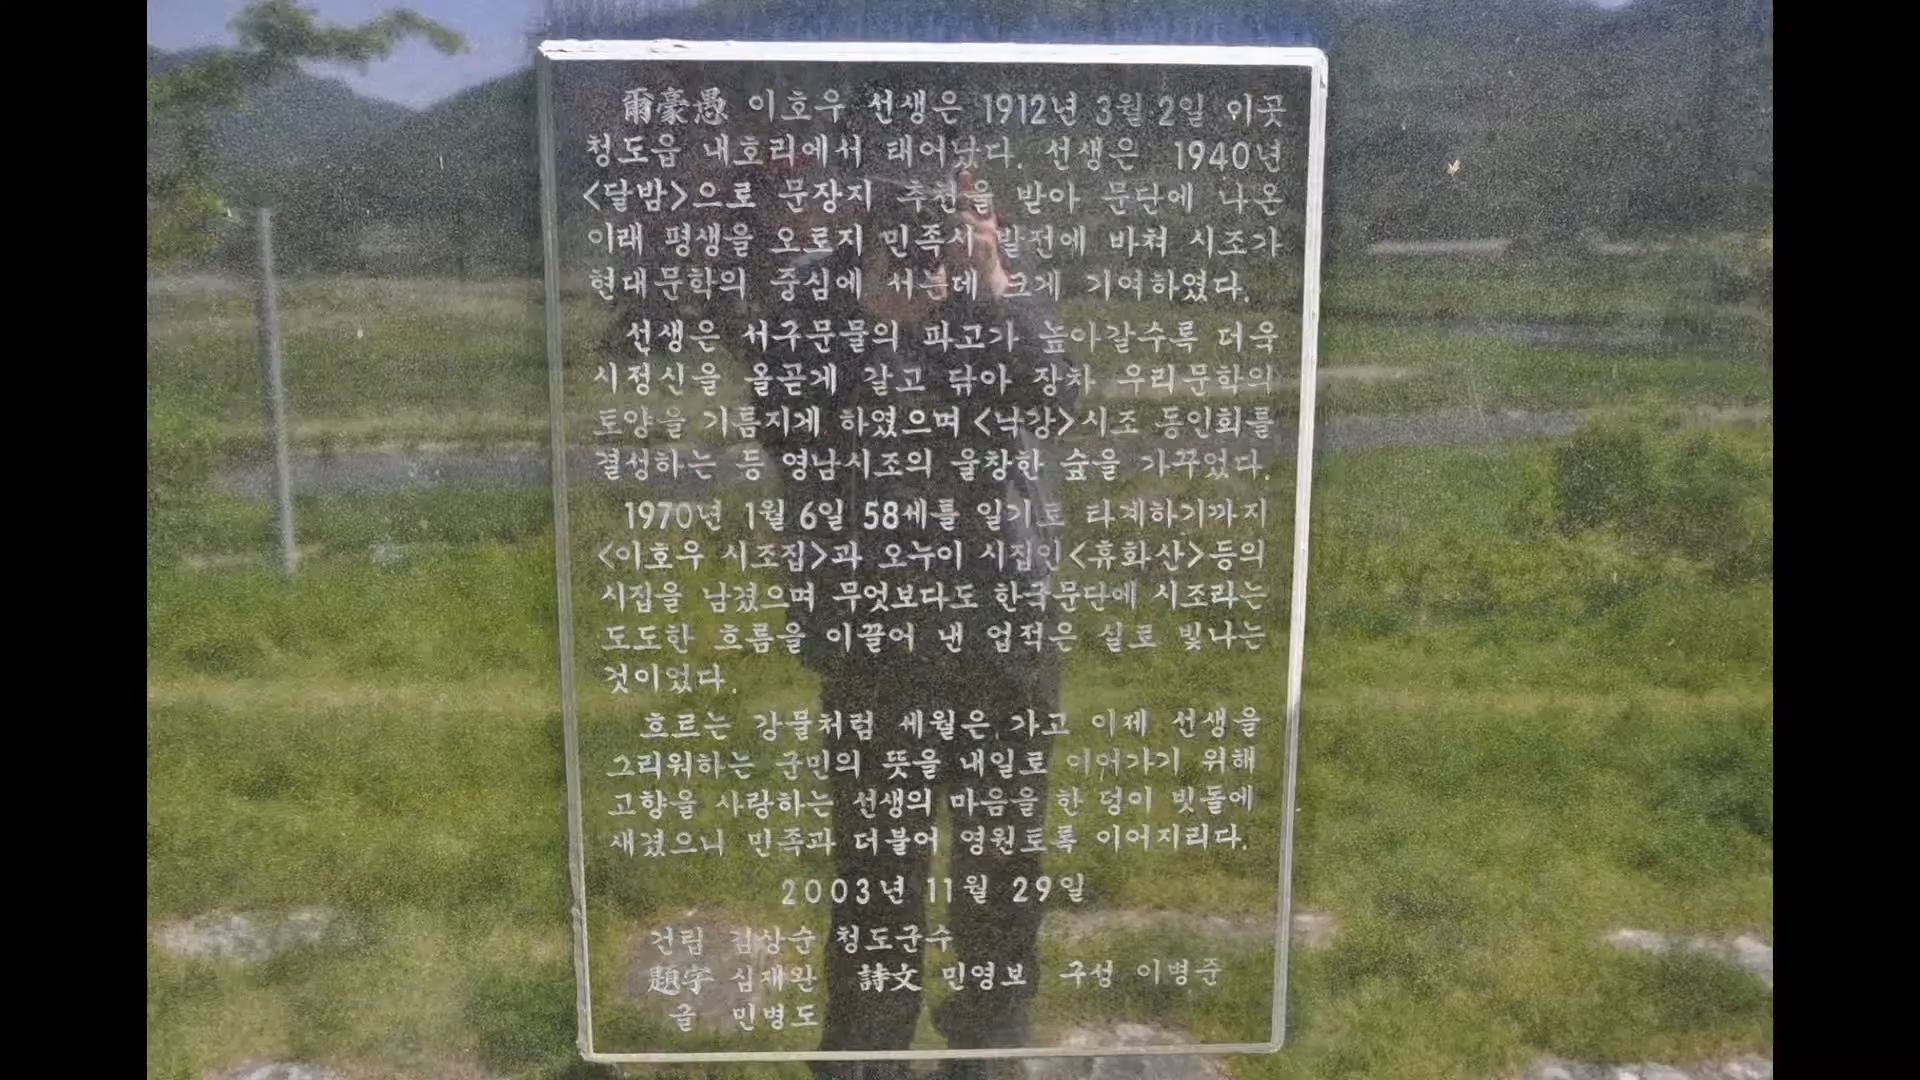 爾豪愚 이호우 선생은 1912년 3월 2일 이곳
청도읍 내호리에서 태어났다. 선생은 1940년
<달밤>으로 문장지 추천을 받아 문단에 나온
이래 평생을 오로지 민족시 발전에 바쳐 시조가
현대문학의 중심에 서는데 크게 기여하였다.
선생은 서구문물의 파고가 높아갈수록 더욱
시정신을 올곧게 갈고 닦아 장차 우리문학의
토양을 기름지게 하였으며 <낙강>시조 동인회를
결성하는 등 영남시조의 울창한 숲을 가꾸었다.
1970년 1월 6일 58세를 일기로 타계하기까지
<이호우 시조집>과 오누이 시집인<휴화산>등의
시집을 남겼으며 무엇보다도 한국문단에 시조라는
도도한 흐름을 이끌어 낸 업적은 실로 빛나는
것이었다.
흐르는 강물처럼 세월은 가고 이제 선생을
그리워하는 군민의 뜻을 내일로 이어가기 위해
고향을 사랑하는 선생의 마음을 한 덩이 빗돌에
새겼으니 민족과 더불어 영원토록 이어지리다.
2003년 11월 29일
건립 김상순 청도군수
題字 심재완 詩文 민영보 구성 이병준
글 민병도